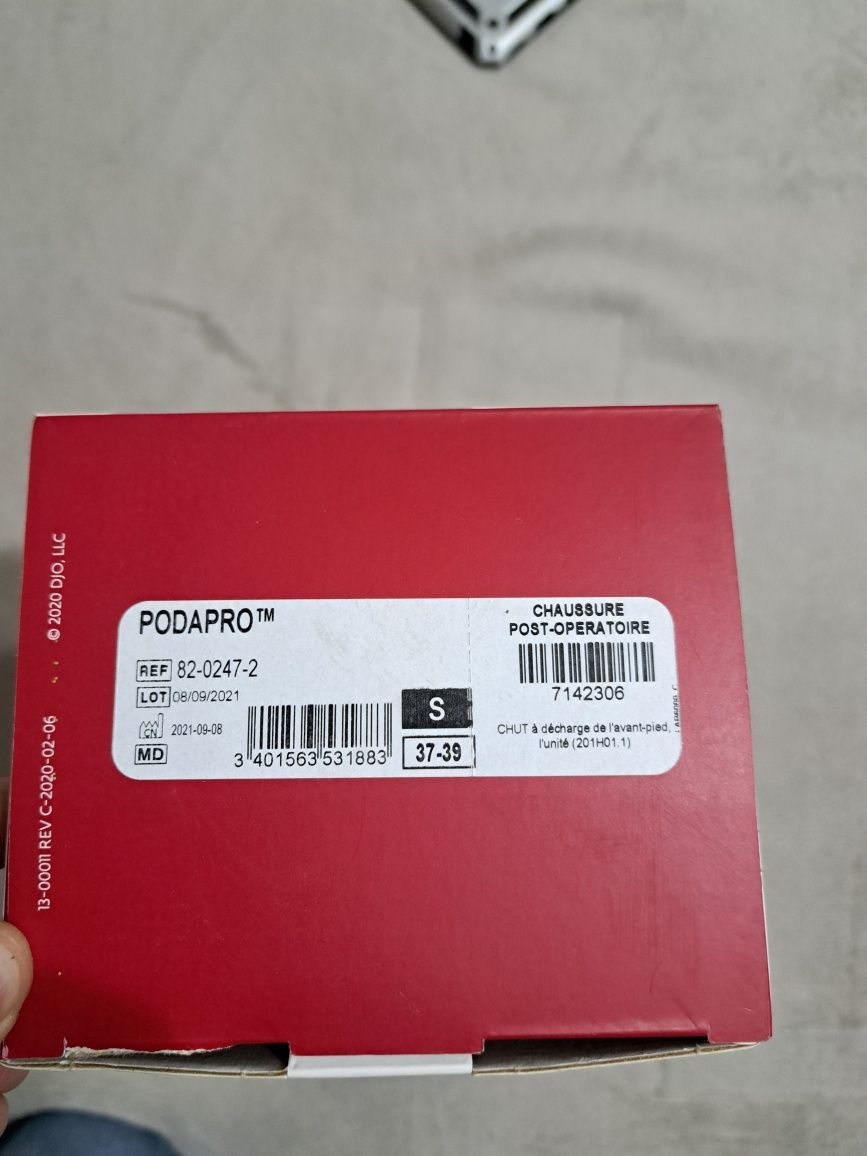 © 2020 DJO, LLC
13-00011 REV C-2020-02-06
PODAPRO™
REF 82-0247-2
LOT 08/09/2021
CN 2021-09-08
MD
3 401563 531883
S
37-39
CHAUSSURE
POST-OPERATOIRE
7142306
CHUT à décharge de l'avant-pied,
l'unité (201H01.1)